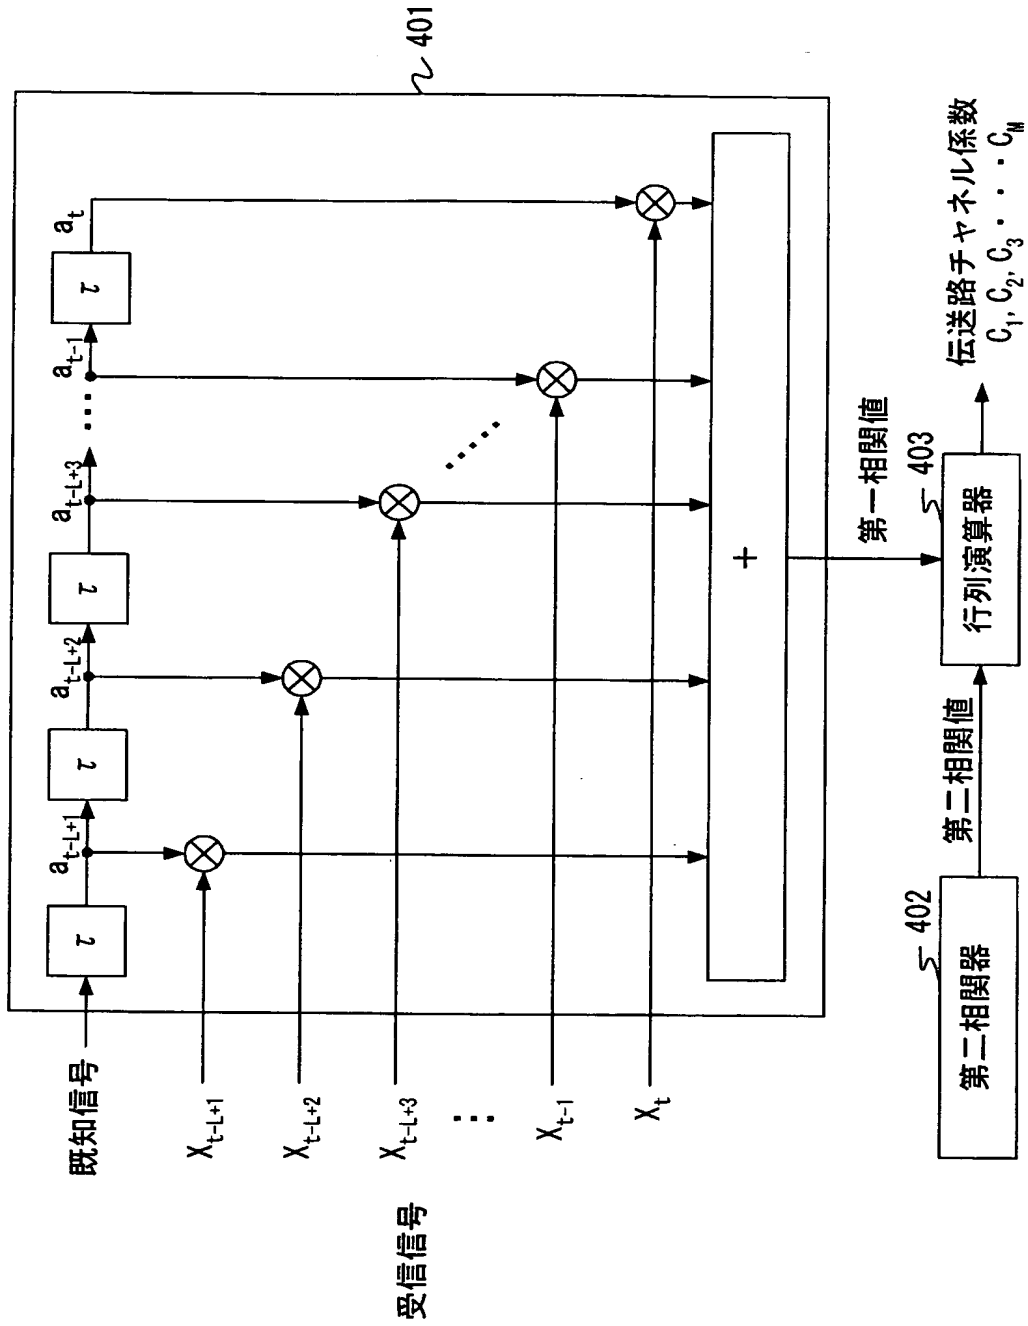 401
既知信号
τ
a_{t-L+1}
τ
a_{t-L+2}
τ
a_{t-L+3}
・・・
a_{t-1}
τ
a_t
受信信号
X_{t-L+1}
X_{t-L+2}
X_{t-L+3}
・・・
X_{t-1}
X_t
+
第一相関値
402
第二相関器
第二相関値
403
行列演算器
伝送路チャネル係数
C_1, C_2, C_3・・・C_M